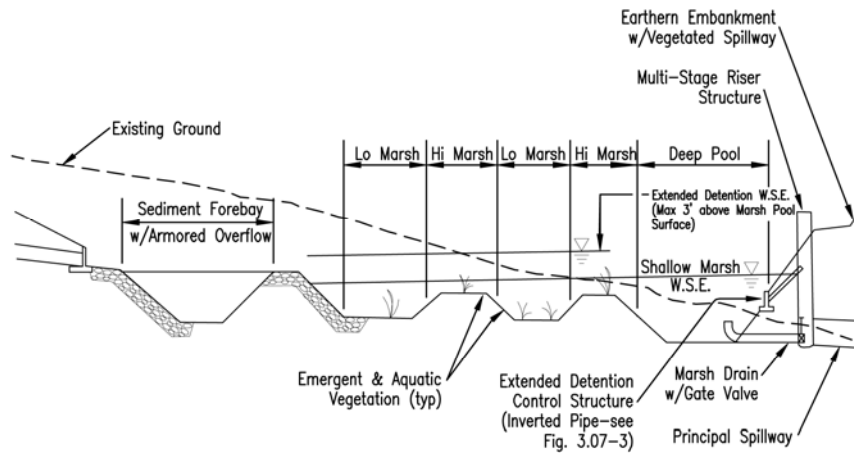 Earthern Embankment
w/Vegetated Spillway
Multi-Stage Riser
Structure
Existing Ground
Lo Marsh
Hi Marsh
Lo Marsh
Hi Marsh
Deep Pool
Sediment Forebay
w/Armored Overflow
Extended Detention W.S.E.
(Max 3' above Marsh Pool
Surface)
Shallow Marsh
W.S.E.
Emergent & Aquatic
Vegetation (typ)
Extended Detention
Control Structure
(Inverted Pipe-see
Fig. 3.07-3)
Marsh Drain
w/Gate Valve
Principal Spillway